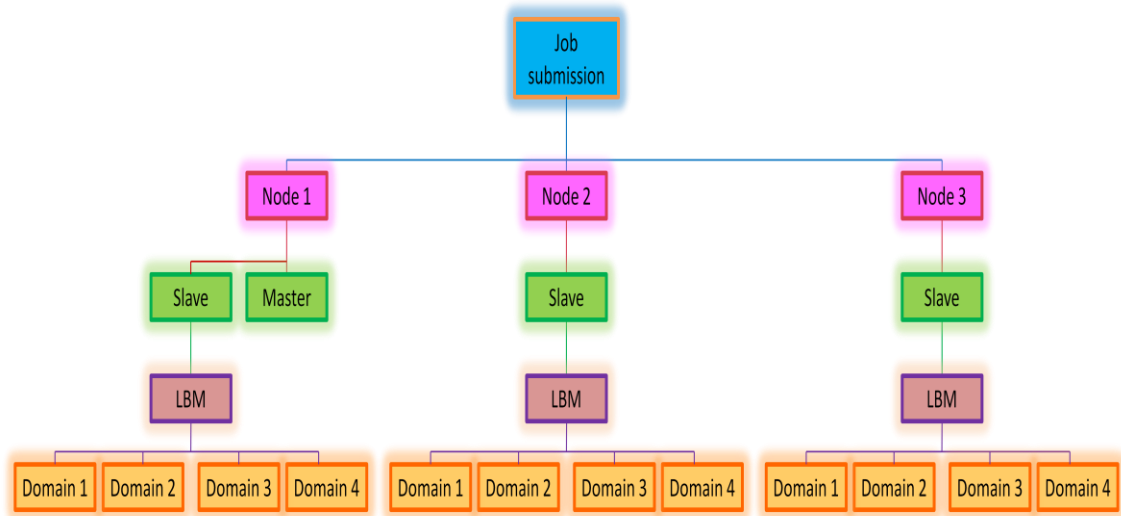 Job
submission
Node 1
Node 2
Node 3
Slave
Master
Slave
Slave
LBM
LBM
LBM
Domain 1
Domain 2
Domain 3
Domain 4
Domain 1
Domain 2
Domain 3
Domain 4
Domain 1
Domain 2
Domain 3
Domain 4